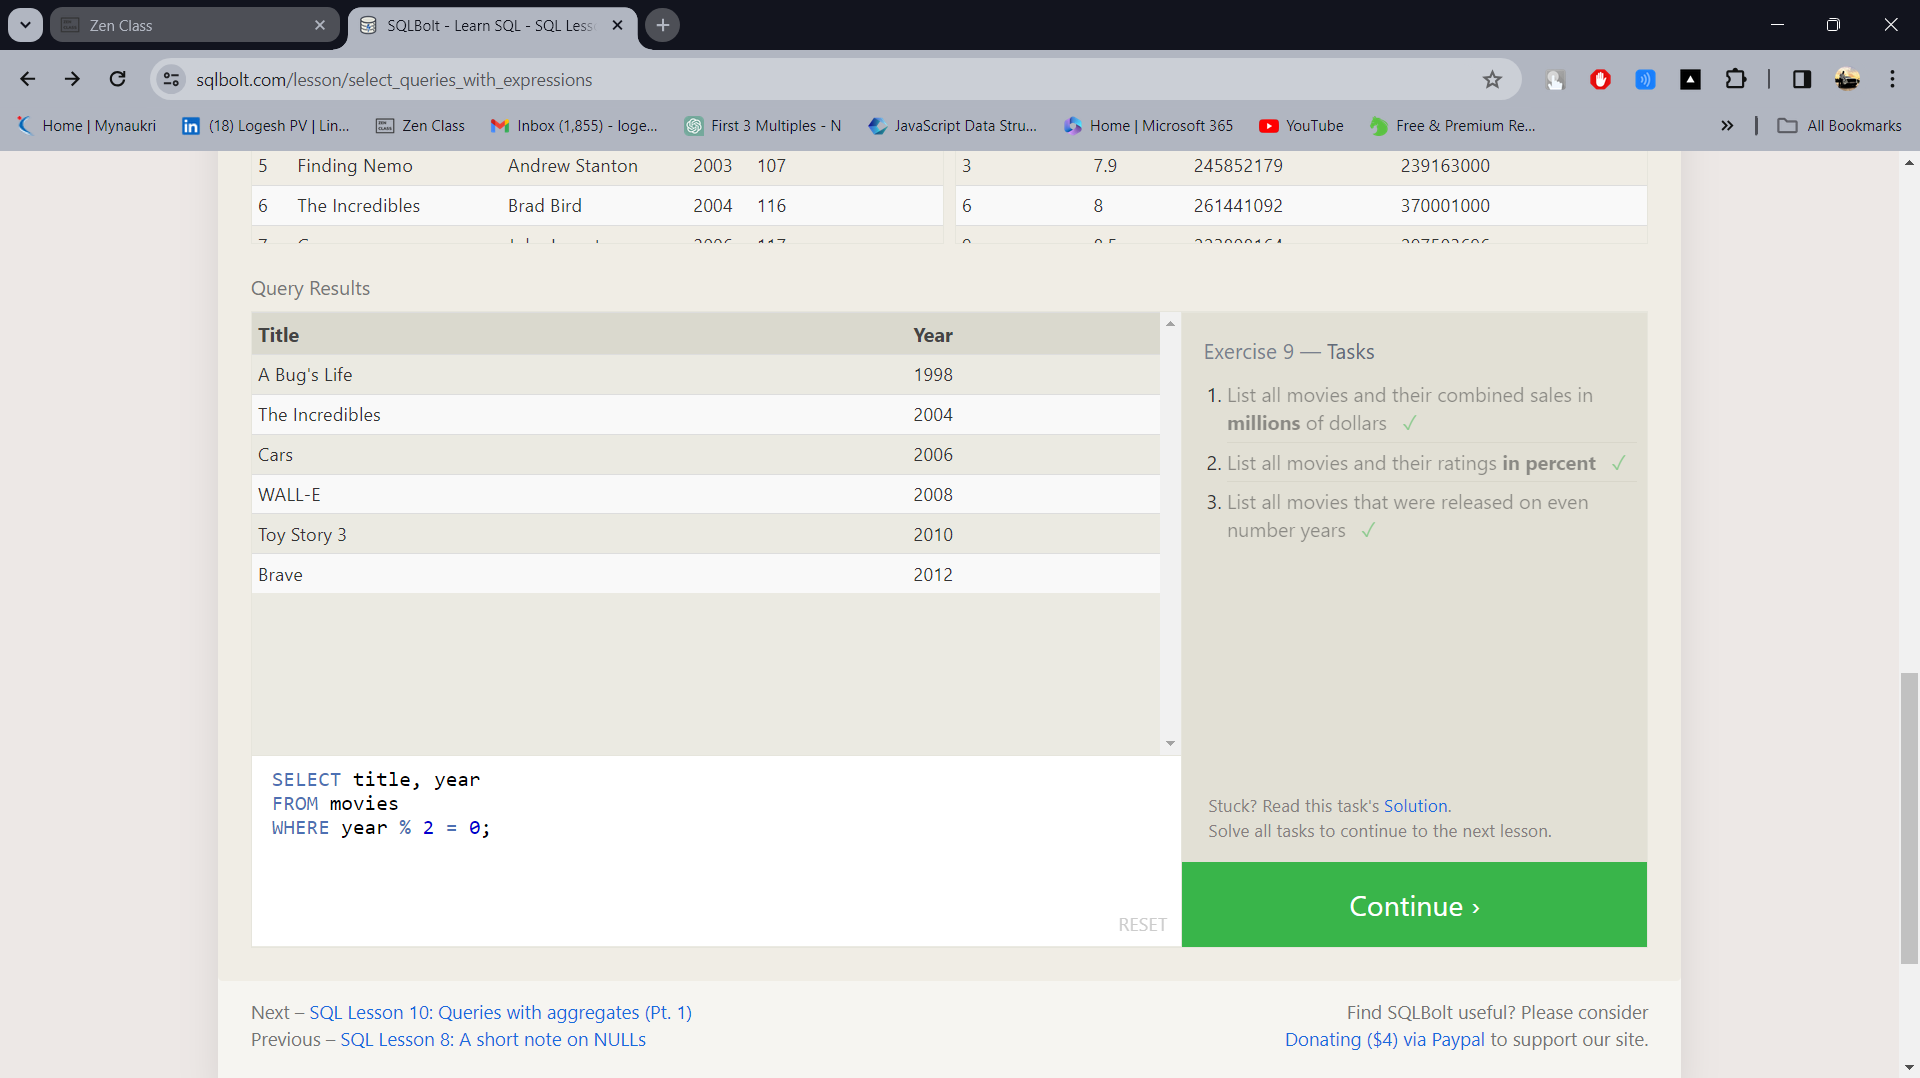 Zen Class
SQLBolt - Learn SQL - SQL Less
sqlbolt.com/lesson/select_queries_with_expressions
Home | Mynaukri
(18) Logesh PV | Lin...
Zen Class
Inbox (1,855) - loge...
First 3 Multiples - N
JavaScript Data Stru...
Home | Microsoft 365
YouTube
Free & Premium Re...
»
All Bookmarks
5 Finding Nemo Andrew Stanton 2003 107 3 7.9 245852179 239163000
6 The Incredibles Brad Bird 2004 116 6 8 261441092 370001000
Query Results
Title Year
A Bug's Life 1998
The Incredibles 2004
Cars 2006
WALL-E 2008
Toy Story 3 2010
Brave 2012
SELECT title, year
FROM movies
WHERE year % 2 = 0;
RESET
Exercise 9 — Tasks
1. List all movies and their combined sales in
millions of dollars ✓
2. List all movies and their ratings in percent ✓
3. List all movies that were released on even
number years ✓
Stuck? Read this task's Solution.
Solve all tasks to continue to the next lesson.
Continue ›
Next – SQL Lesson 10: Queries with aggregates (Pt. 1)
Previous – SQL Lesson 8: A short note on NULLs
Find SQLBolt useful? Please consider
Donating ($4) via Paypal to support our site.